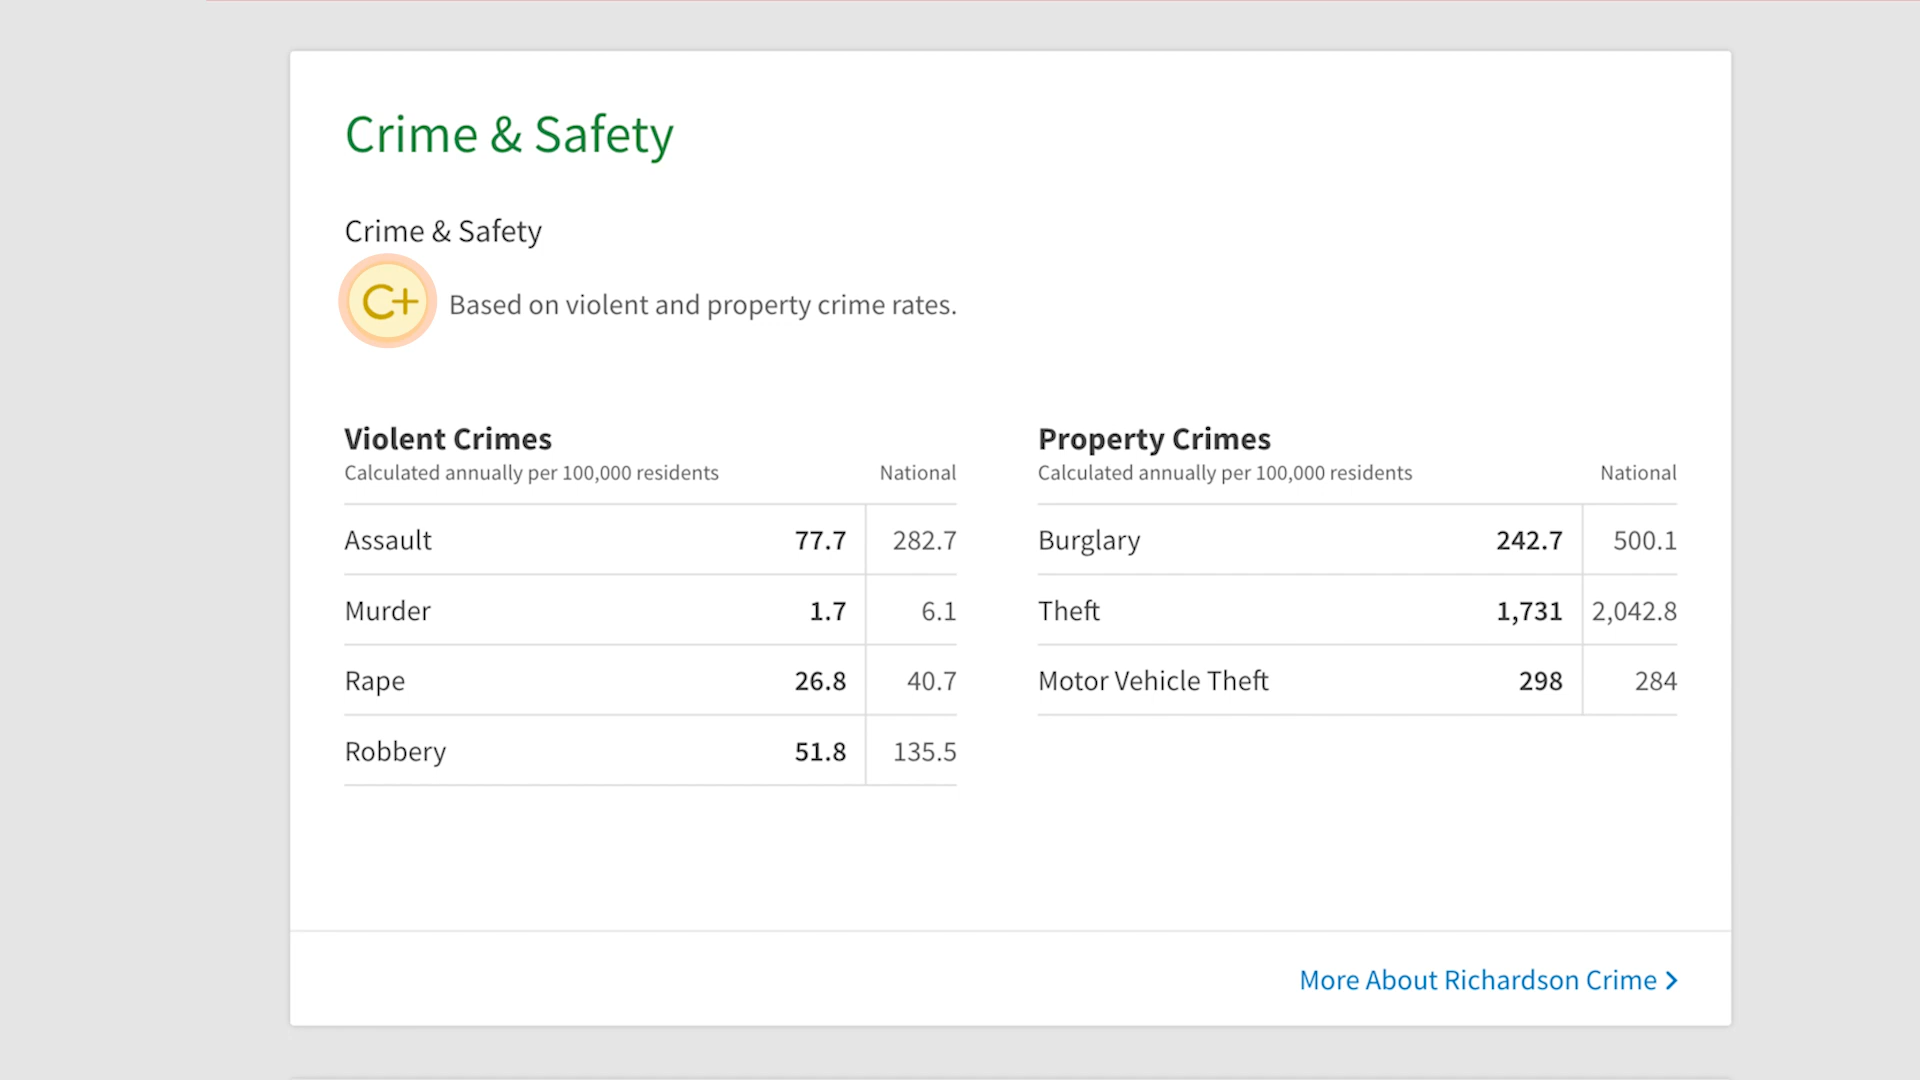 Crime & Safety
Crime & Safety
C+ Based on violent and property crime rates.
Violent Crimes
Calculated annually per 100,000 residents National
Assault 77.7 282.7
Murder 1.7 6.1
Rape 26.8 40.7
Robbery 51.8 135.5
Property Crimes
Calculated annually per 100,000 residents National
Burglary 242.7 500.1
Theft 1,731 2,042.8
Motor Vehicle Theft 298 284
More About Richardson Crime